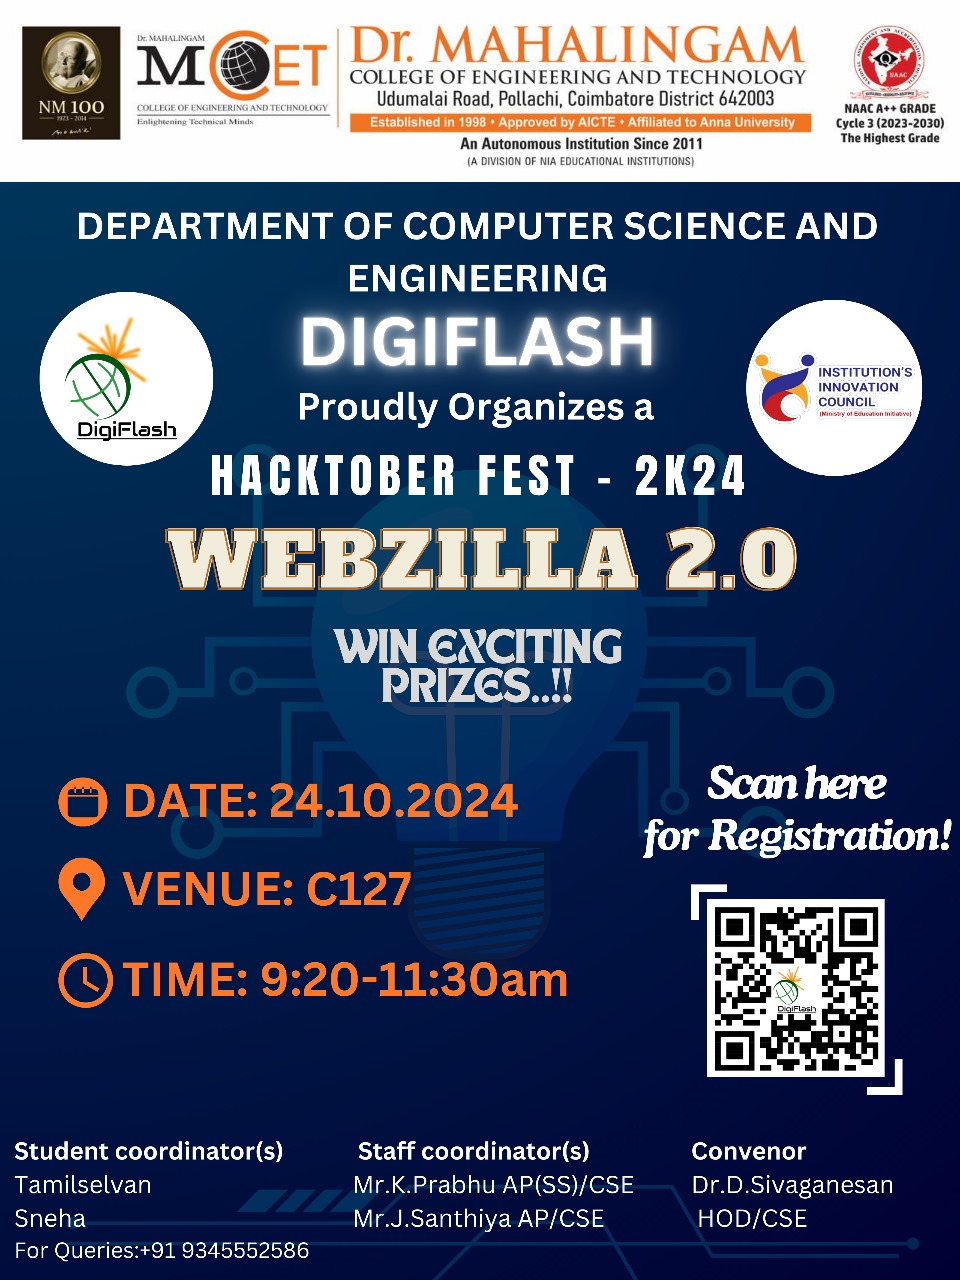 NM 100
1923 - 2014
Dr. MAHALINGAM
MCET
COLLEGE OF ENGINEERING AND TECHNOLOGY
Enlightening Technical Minds
Dr. MAHALINGAM
COLLEGE OF ENGINEERING AND TECHNOLOGY
Udumalai Road, Pollachi, Coimbatore District 642003
Established in 1998 • Approved by AICTE • Affiliated to Anna University
An Autonomous Institution Since 2011
(A DIVISION OF NIA EDUCATIONAL INSTITUTIONS)
NAAC
NAAC A++ GRADE
Cycle 3 (2023-2030)
The Highest Grade
DEPARTMENT OF COMPUTER SCIENCE AND
ENGINEERING
DIGIFLASH
Proudly Organizes a
DigiFlash
INSTITUTION'S
INNOVATION
COUNCIL
(Ministry of Education Initiative)
HACKTOBER FEST - 2K24
WEBZILLA 2.0
WIN EXCITING
PRIZES..!!
DATE: 24.10.2024
VENUE: C127
TIME: 9:20-11:30am
Scan here
for Registration!
DigiFlash
Student coordinator(s)
Tamilselvan
Sneha
For Queries:+91 9345552586
Staff coordinator(s)
Mr.K.Prabhu AP(SS)/CSE
Mr.J.Santhiya AP/CSE
Convenor
Dr.D.Sivaganesan
HOD/CSE